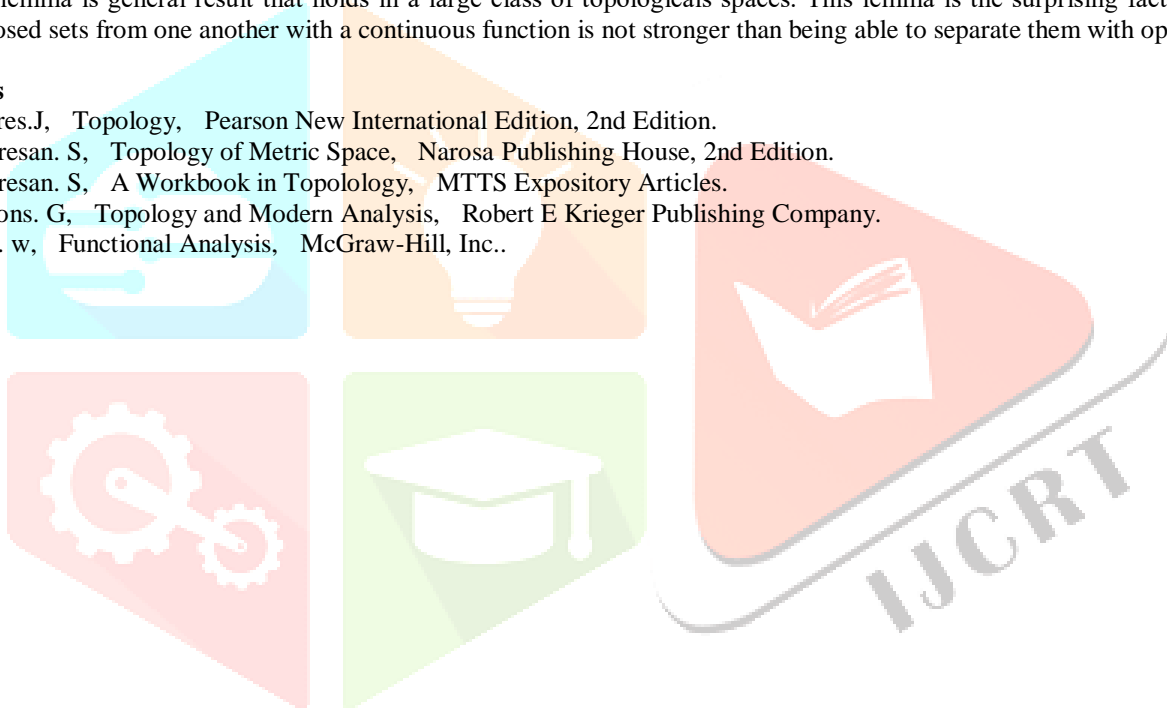 lemma is general result that holds in a large class of topologicals spaces. This lemma is the surprising fact
sed sets from one another with a continuous function is not stronger than being able to separate them with op
s
res.J, Topology, Pearson New International Edition, 2nd Edition.
resan. S, Topology of Metric Space, Narosa Publishing House, 2nd Edition.
resan. S, A Workbook in Topolology, MTTS Expository Articles.
ons. G, Topology and Modern Analysis, Robert E Krieger Publishing Company.
. w, Functional Analysis, McGraw-Hill, Inc..
IJCRT